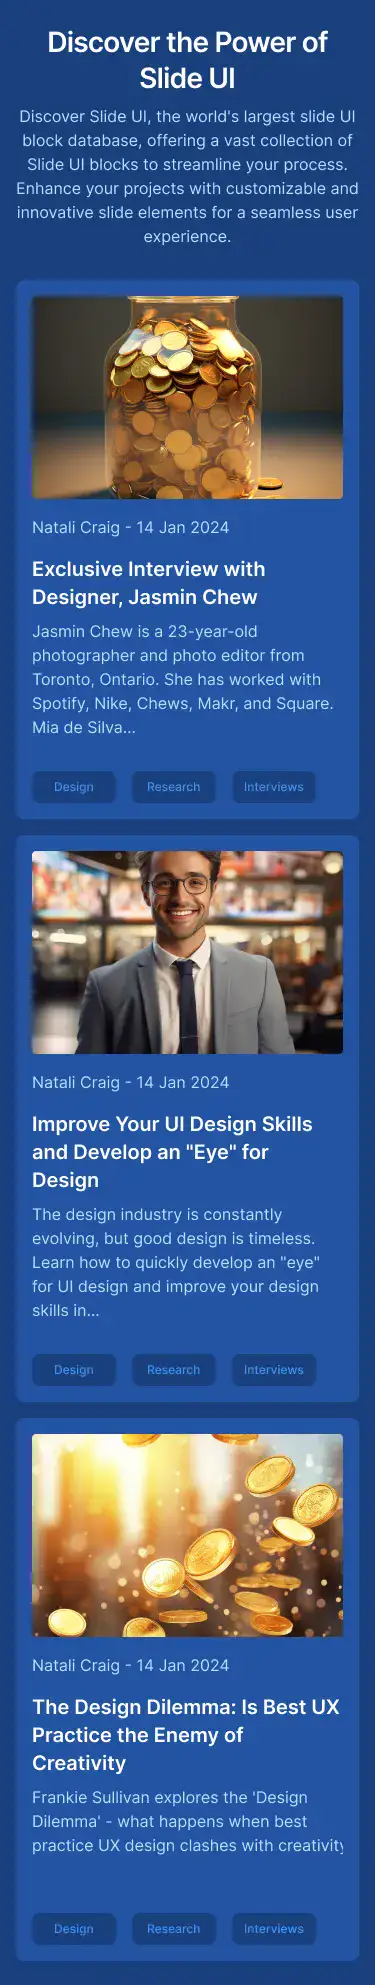 Discover the Power of
Slide UI
Discover Slide UI, the world's largest slide UI
block database, offering a vast collection of
Slide UI blocks to streamline your process.
Enhance your projects with customizable and
innovative slide elements for a seamless user
experience.
Natali Craig - 14 Jan 2024
Exclusive Interview with
Designer, Jasmin Chew
Jasmin Chew is a 23-year-old
photographer and photo editor from
Toronto, Ontario. She has worked with
Spotify, Nike, Chews, Makr, and Square.
Mia de Silva...
Design Research Interviews
Natali Craig - 14 Jan 2024
Improve Your UI Design Skills
and Develop an "Eye" for
Design
The design industry is constantly
evolving, but good design is timeless.
Learn how to quickly develop an "eye"
for UI design and improve your design
skills in...
Design Research Interviews
Natali Craig - 14 Jan 2024
The Design Dilemma: Is Best UX
Practice the Enemy of
Creativity
Frankie Sullivan explores the 'Design
Dilemma' - what happens when best
practice UX design clashes with creativity
Design Research Interviews